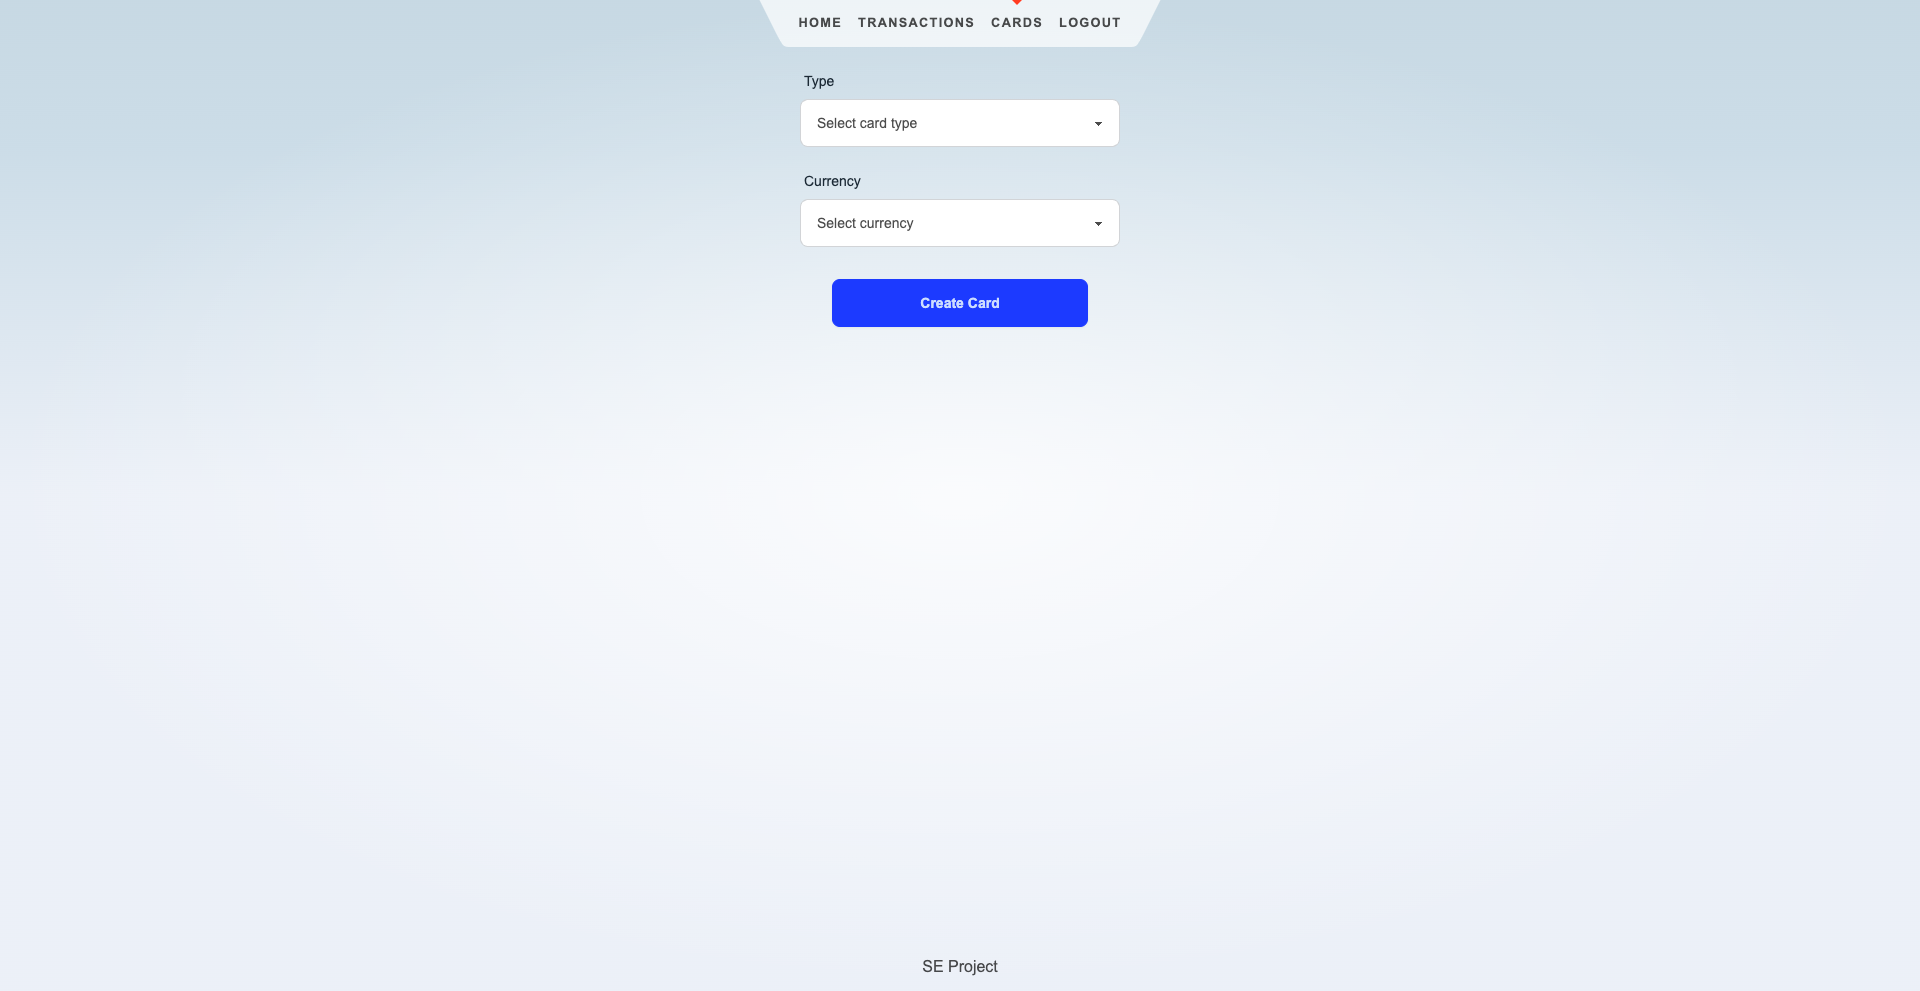 HOME TRANSACTIONS CARDS LOGOUT
Type
Select card type
Currency
Select currency
Create Card
SE Project